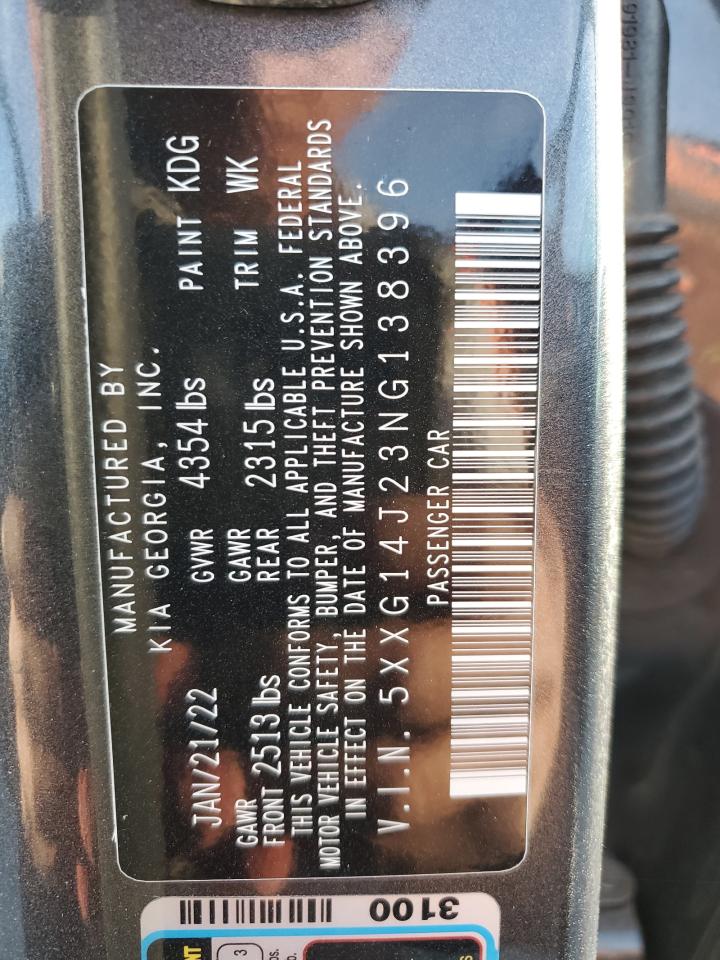 MANUFACTURED BY
KIA GEORGIA, INC.
JAN/21/22 GVWR 4354 lbs PAINT KDG
GAWR GAWR
FRONT 2513 lbs REAR 2315 lbs TRIM WK
THIS VEHICLE CONFORMS TO ALL APPLICABLE U.S.A. FEDERAL
MOTOR VEHICLE SAFETY, BUMPER, AND THEFT PREVENTION STANDARDS
IN EFFECT ON THE DATE OF MANUFACTURE SHOWN ABOVE.
V.I.N. 5XXG14J23NG138396
PASSENGER CAR
3100
3